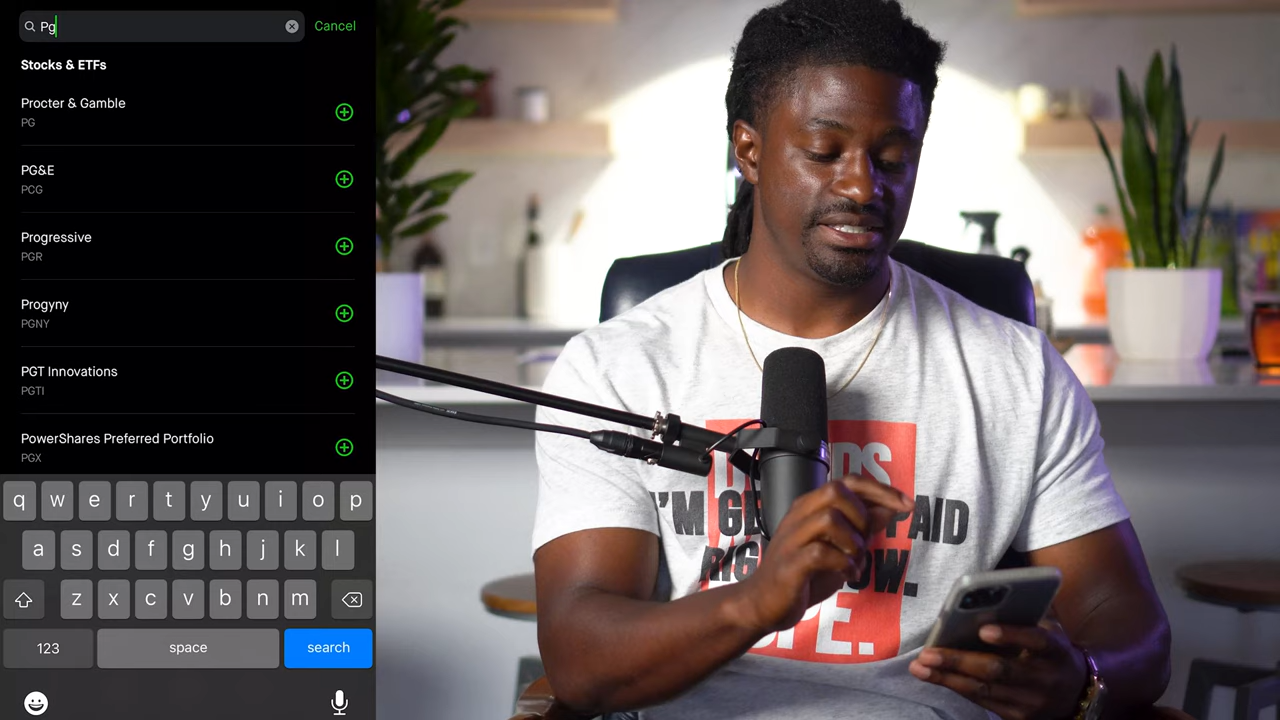 Pg
Cancel
Stocks & ETFs
Procter & Gamble
PG
PG&E
PCG
Progressive
PGR
Progyny
PGNY
PGT Innovations
PGTI
PowerShares Preferred Portfolio
PGX
q w e r t y u i o p
a s d f g h j k l
z x c v b n m
123 space search
I'M